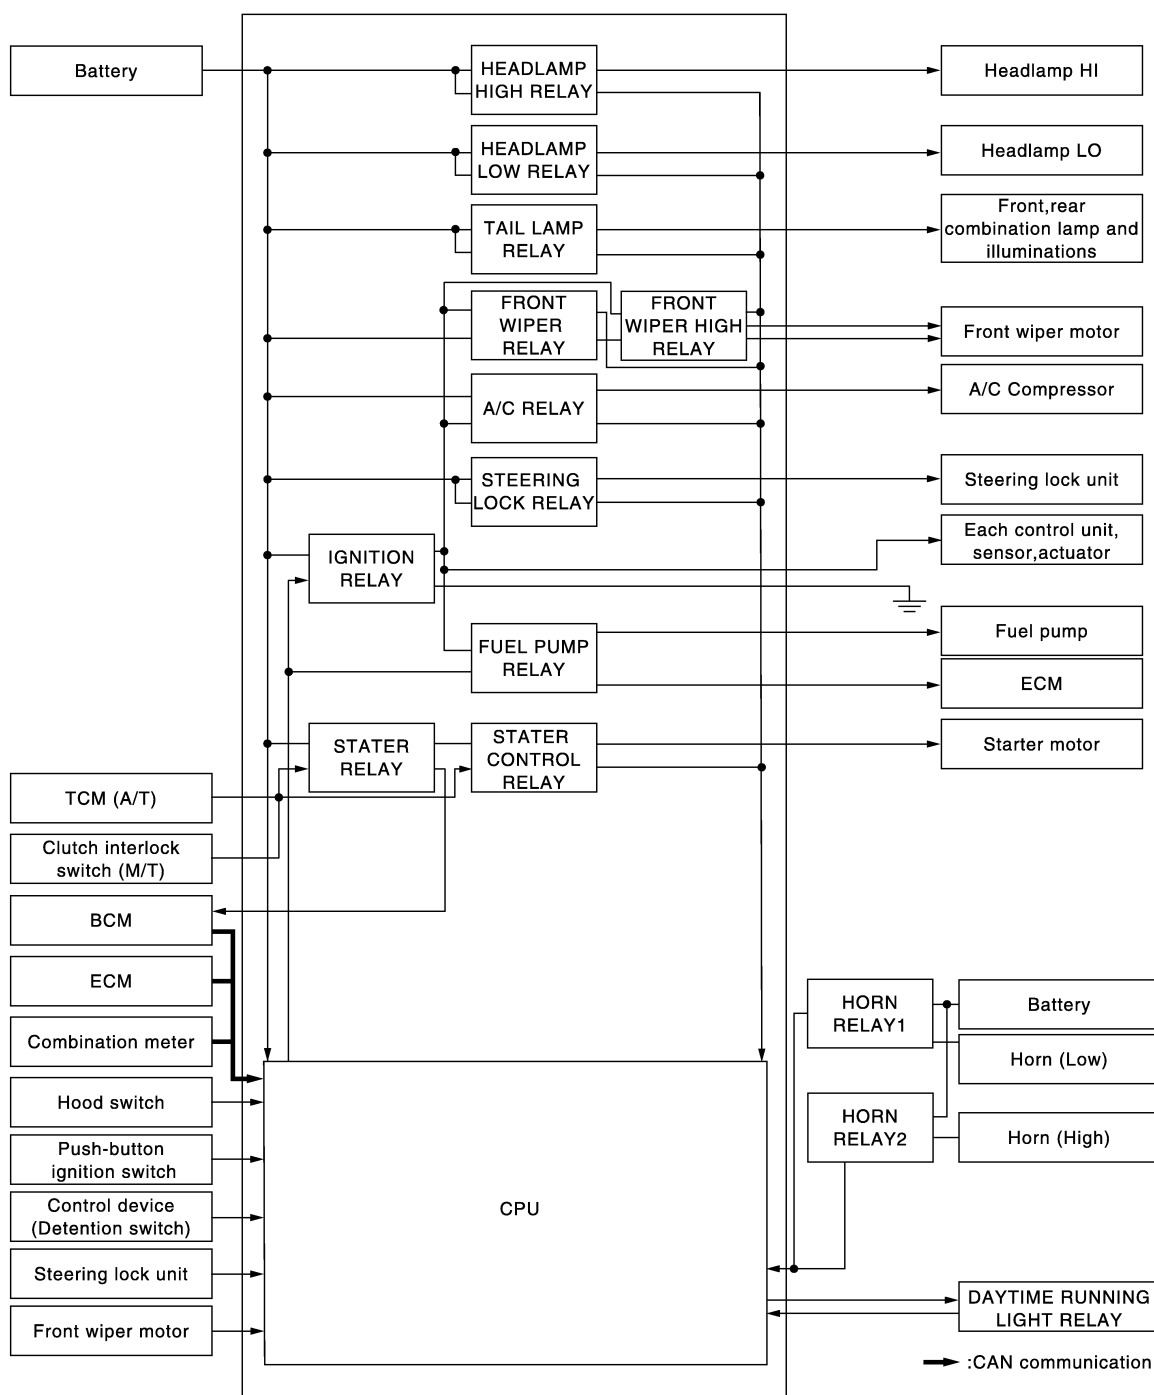 Battery
HEADLAMP
HIGH RELAY
Headlamp HI
HEADLAMP
LOW RELAY
Headlamp LO
TAIL LAMP
RELAY
Front,rear
combination lamp and
illuminations
FRONT
WIPER
RELAY
FRONT
WIPER HIGH
RELAY
Front wiper motor
A/C RELAY
A/C Compressor
STEERING
LOCK RELAY
Steering lock unit
IGNITION
RELAY
Each control unit,
sensor,actuator
FUEL PUMP
RELAY
Fuel pump
ECM
STATER
RELAY
STATER
CONTROL
RELAY
Starter motor
TCM (A/T)
Clutch interlock
switch (M/T)
BCM
ECM
Combination meter
Hood switch
Push-button
ignition switch
Control device
(Detention switch)
Steering lock unit
Front wiper motor
CPU
HORN
RELAY1
Battery
Horn (Low)
HORN
RELAY2
Horn (High)
DAYTIME RUNNING
LIGHT RELAY
:CAN communication